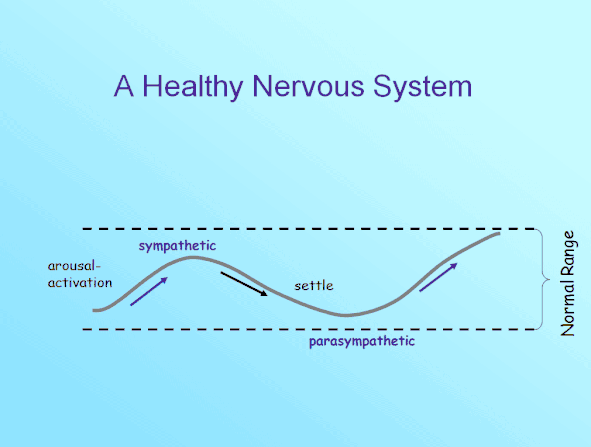 A Healthy Nervous System
sympathetic
arousal-
activation
settle
parasympathetic
Normal Range